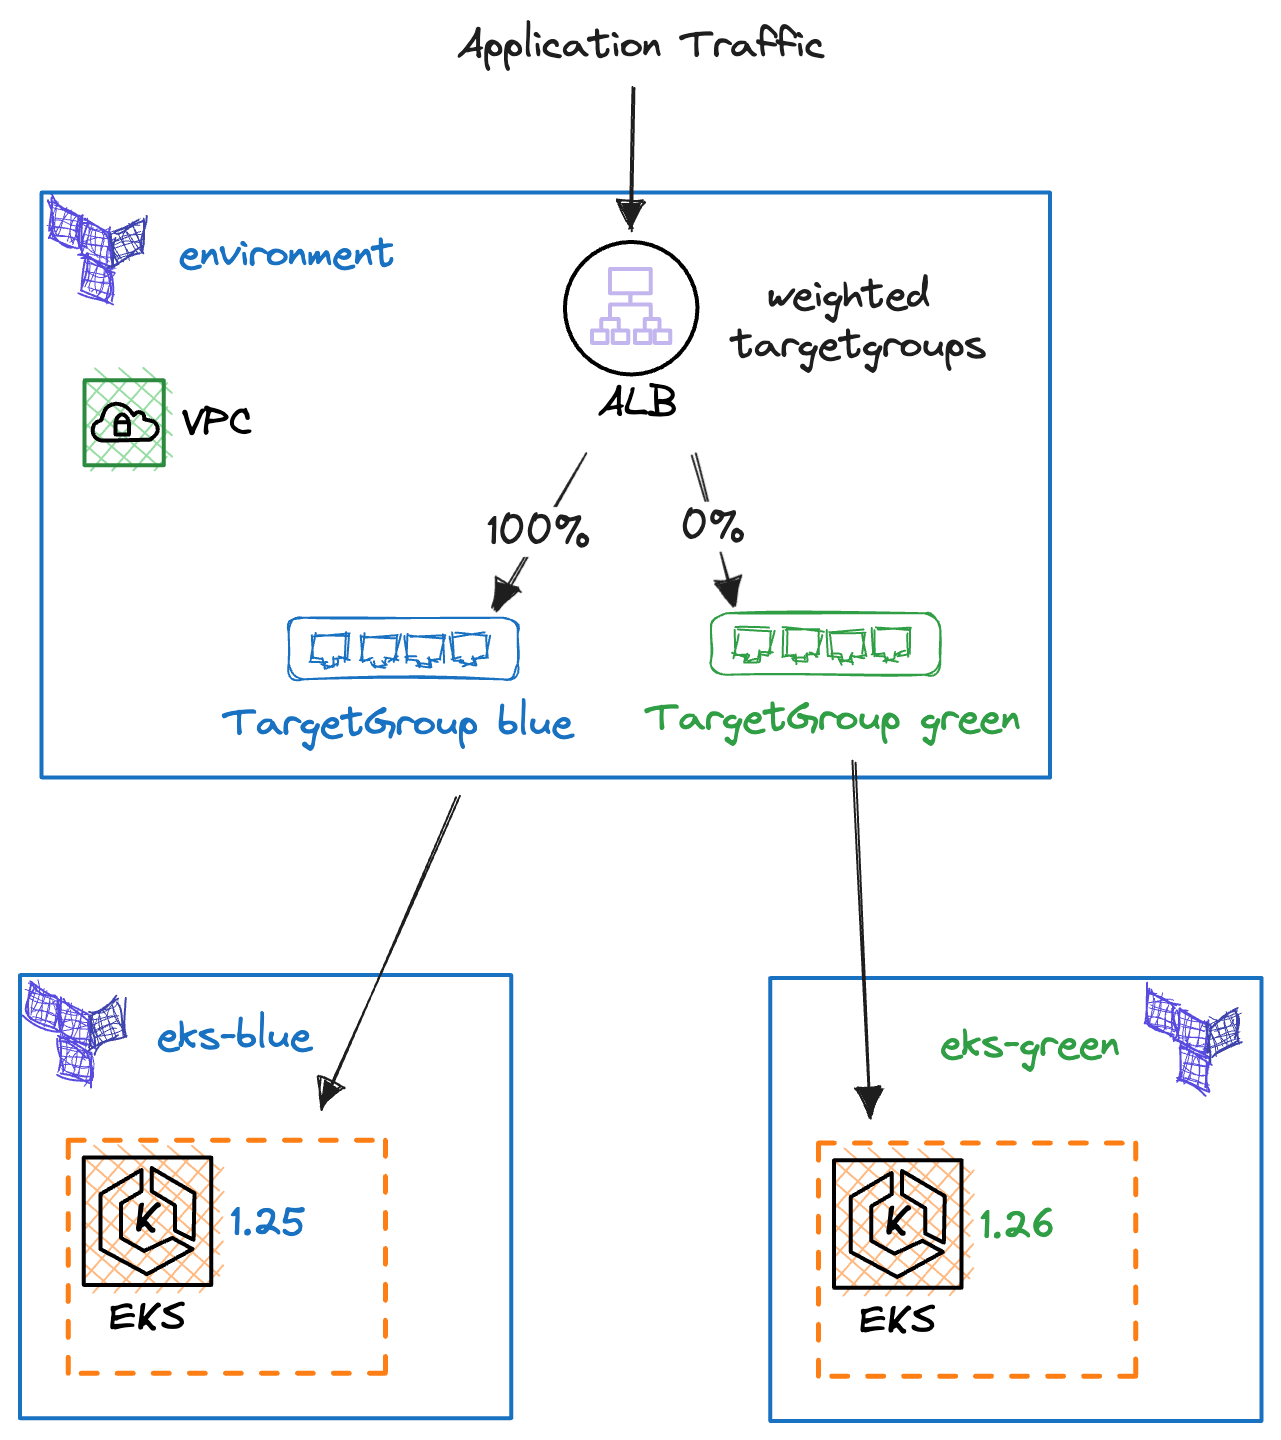 Application Traffic
environment
weighted
targetgroups
ALB
VPC
100%
0%
TargetGroup blue
TargetGroup green
eks-blue
eks-green
K
1.25
EKS
K
1.26
EKS